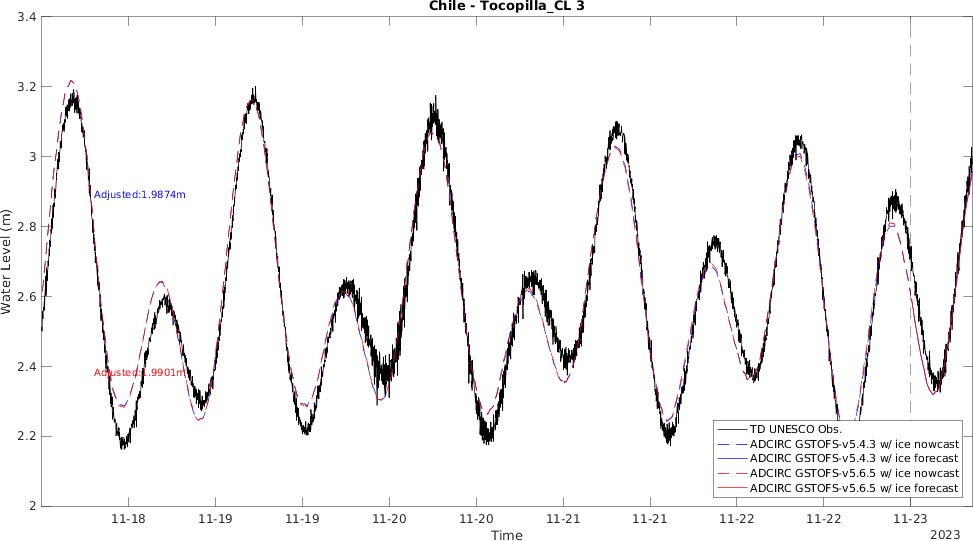 Chile - Tocopilla_CL 3
3.4
3.2
3
2.8
2.6
2.4
2.2
2
Water Level (m)
Adjusted:1.9874m
Adjusted:1.9901m
TD UNESCO Obs.
ADCIRC GSTOFS-v5.4.3 w/ ice nowcast
ADCIRC GSTOFS-v5.4.3 w/ ice forecast
ADCIRC GSTOFS-v5.6.5 w/ ice nowcast
ADCIRC GSTOFS-v5.6.5 w/ ice forecast
11-18 11-19 11-19 11-20 11-20 11-21 11-21 11-22 11-22 11-23
Time
2023